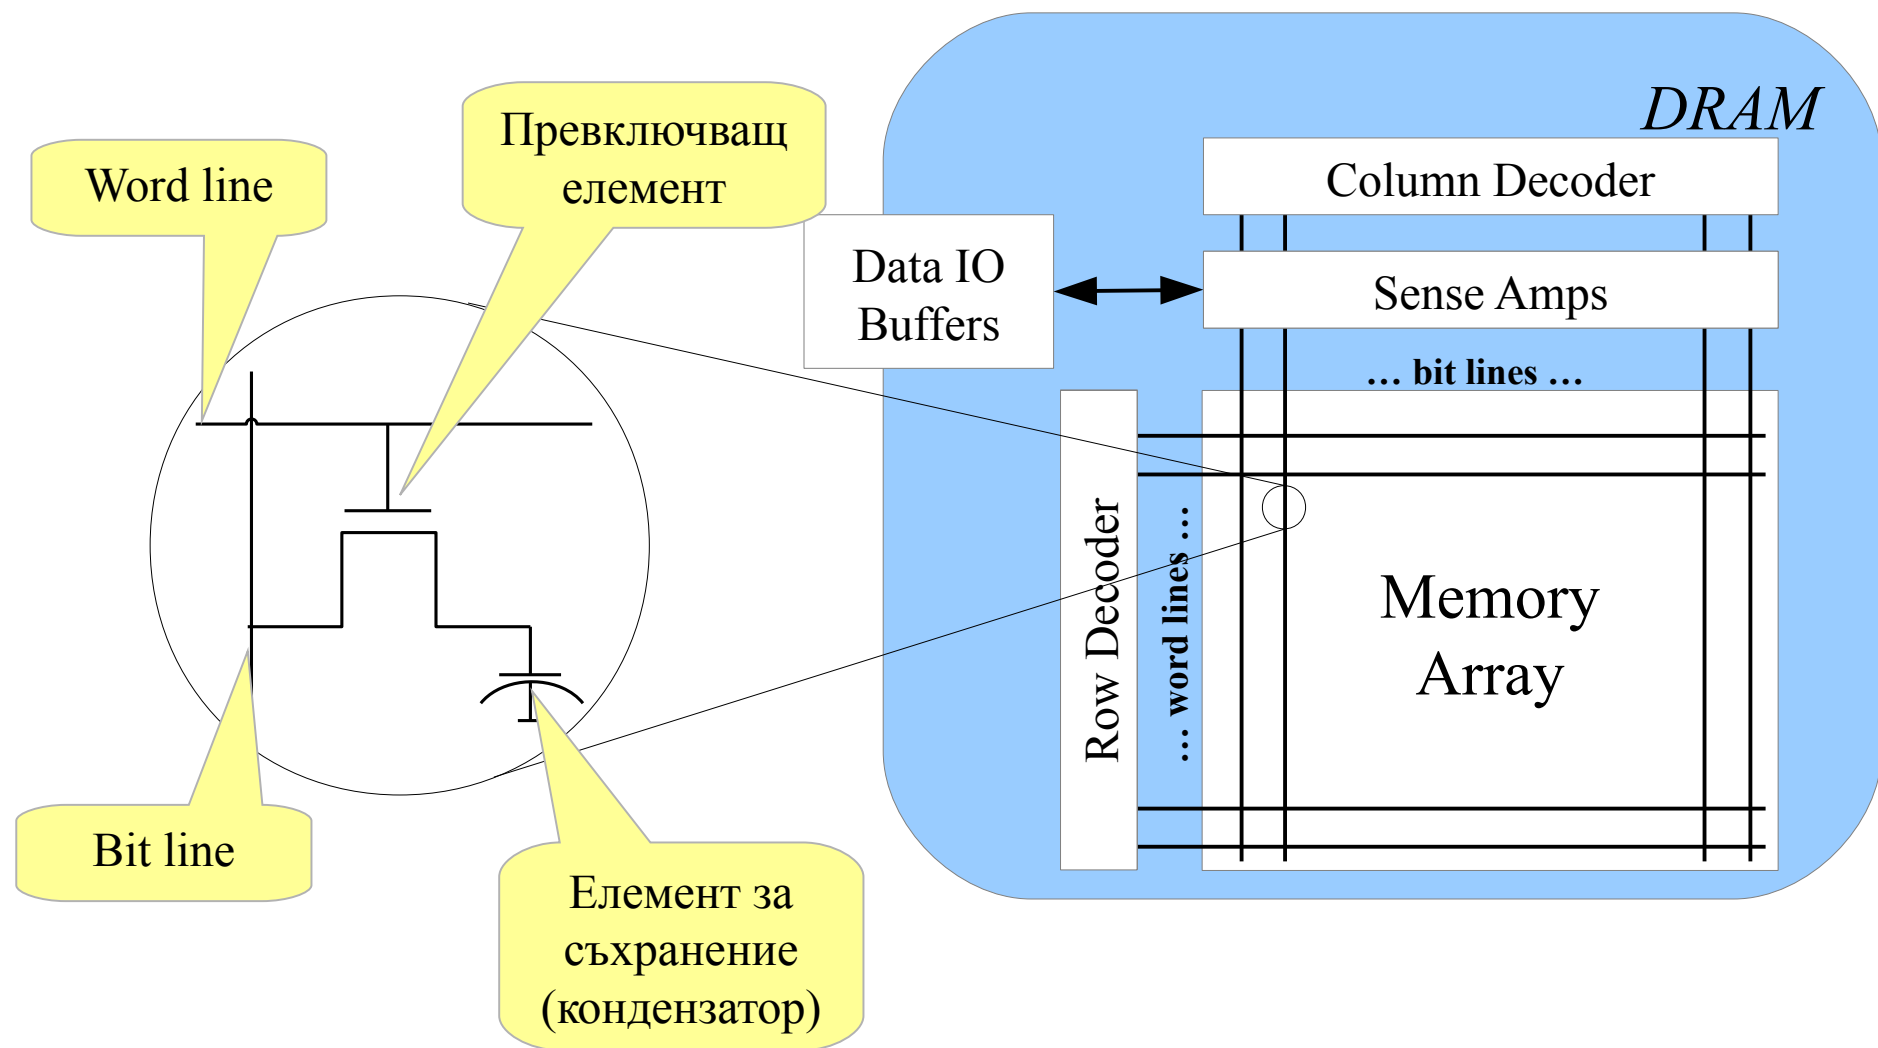 Word line
Превключващ
елемент
Bit line
Елемент за
съхранение
(кондензатор)
DRAM
Column Decoder
Data IO
Buffers
Sense Amps
... bit lines ...
Row Decoder
... word lines ...
Memory
Array